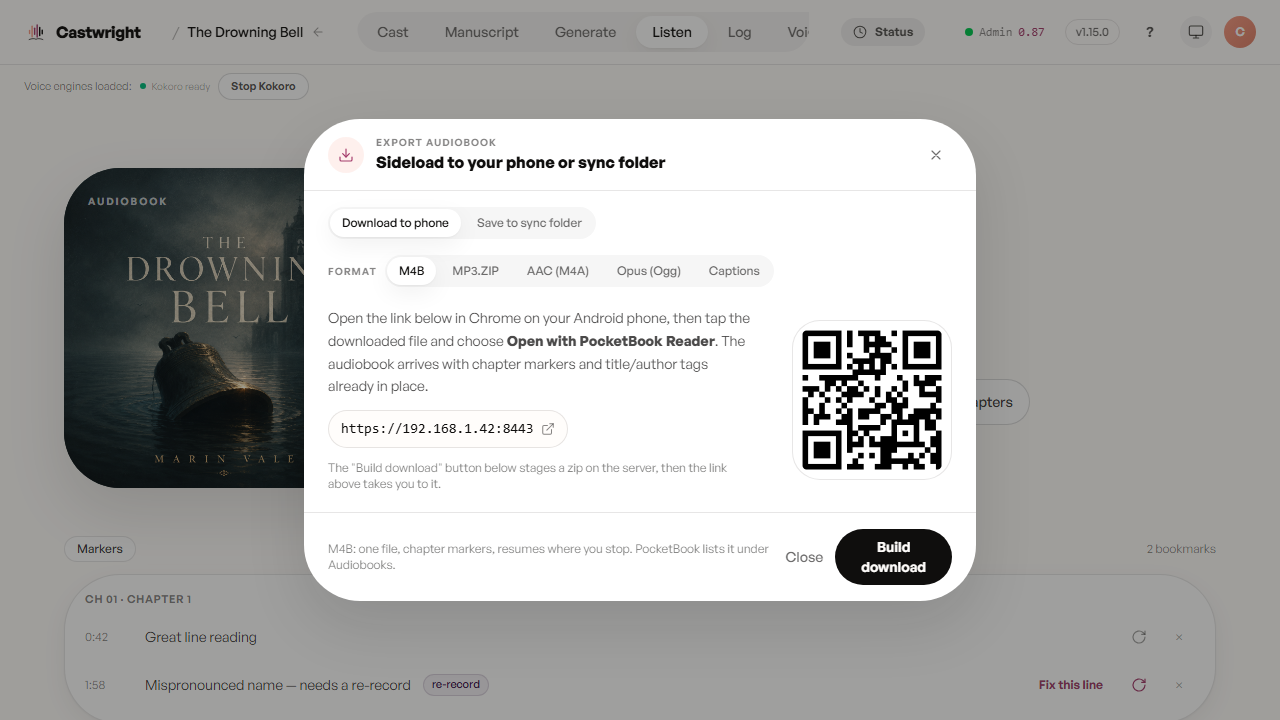 Castwright
/ The Drowning Bell ←
Cast Manuscript Generate Listen Log Voi
Status
Admin 0.87
v1.15.0
?
C
Voice engines loaded: Kokoro ready Stop Kokoro
EXPORT AUDIOBOOK
Sideload to your phone or sync folder
Download to phone Save to sync folder
FORMAT M4B MP3.ZIP AAC (M4A) Opus (Ogg) Captions
Open the link below in Chrome on your Android phone, then tap the
downloaded file and choose Open with PocketBook Reader. The
audiobook arrives with chapter markers and title/author tags
already in place.
https://192.168.1.42:8443
The "Build download" button below stages a zip on the server, then the link
above takes you to it.
M4B: one file, chapter markers, resumes where you stop. PocketBook lists it under
Audiobooks.
Close
Build
download
AUDIOBOOK
THE
DROWNIN
BELL
MARIN VALE
apters
Markers
2 bookmarks
CH 01 · CHAPTER 1
0:42 Great line reading
1:58 Mispronounced name — needs a re-record re-record Fix this line